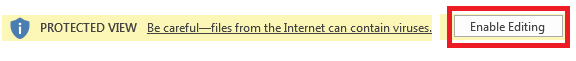 PROTECTED VIEW Be careful—files from the Internet can contain viruses. Enable Editing